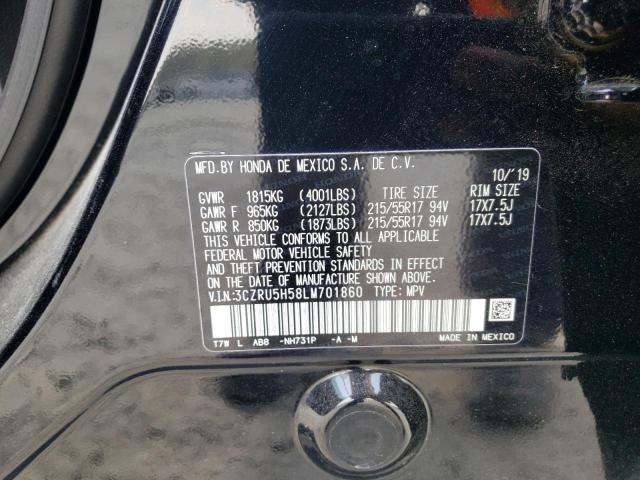 MFD.BY HONDA DE MEXICO S.A. DE C.V.
10/'19
GVWR 1815KG (4001LBS) TIRE SIZE RIM SIZE
GAWR F 965KG (2127LBS) 215/55R17 94V 17X7.5J
GAWR R 850KG (1873LBS) 215/55R17 94V 17X7.5J
THIS VEHICLE CONFORMS TO ALL APPLICABLE
FEDERAL MOTOR VEHICLE SAFETY
AND THEFT PREVENTION STANDARDS IN EFFECT
ON THE DATE OF MANUFACTURE SHOWN ABOVE.
V.I.N.:3CZRU5H58LM701860 TYPE: MPV
T7W L AB8 -NH731P -A -M MADE IN MEXICO